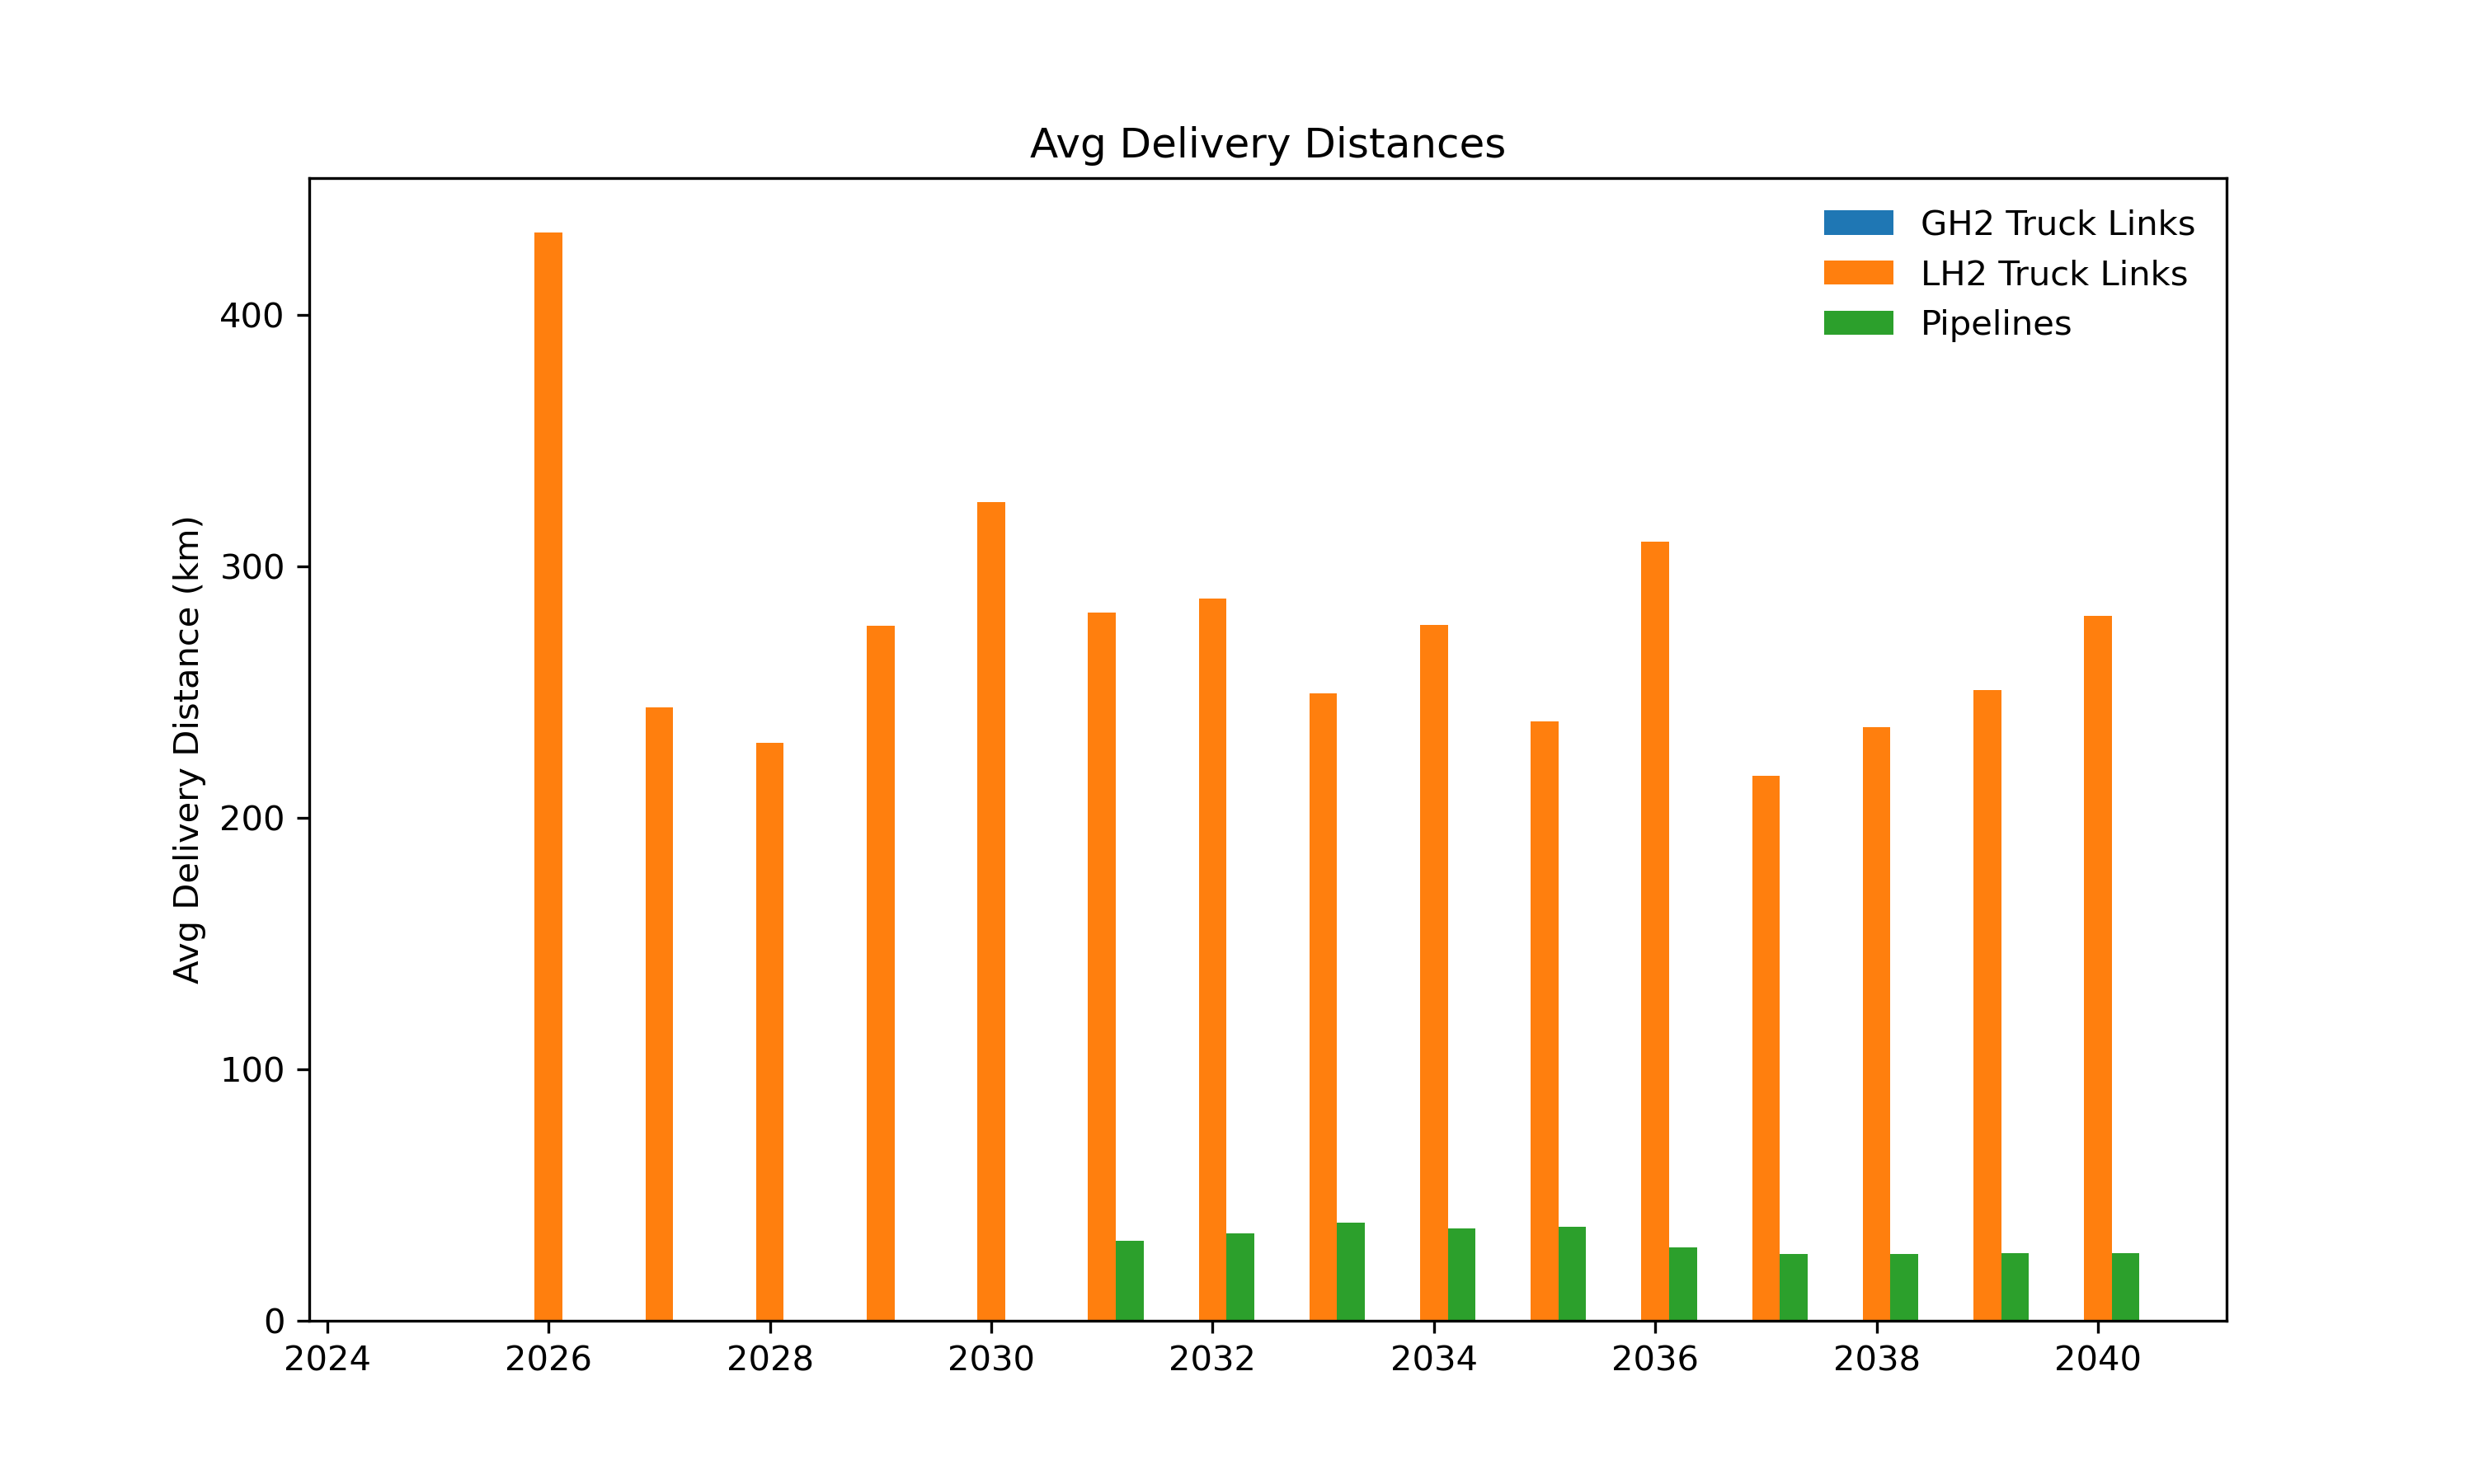 Avg Delivery Distances
GH2 Truck Links
LH2 Truck Links
Pipelines
Avg Delivery Distance (km)
400
300
200
100
0
2024 2026 2028 2030 2032 2034 2036 2038 2040